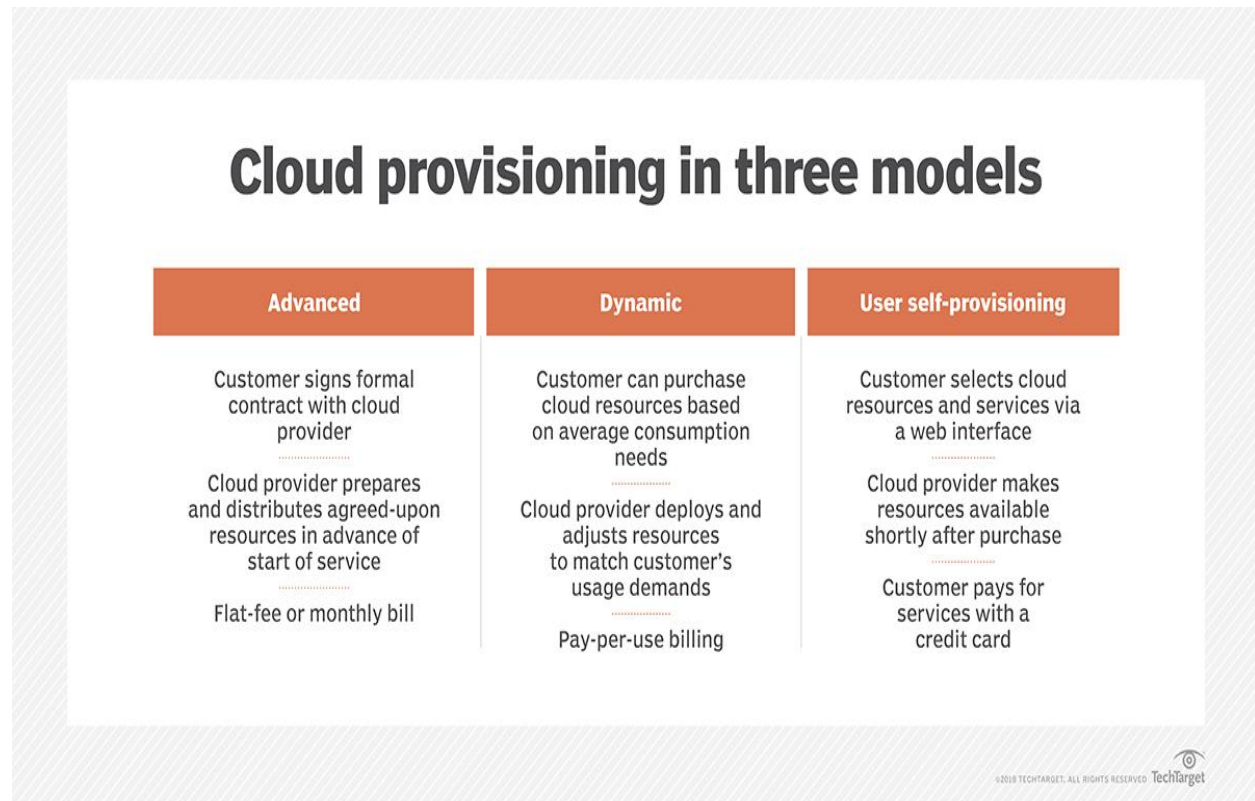 Cloud provisioning in three models
Advanced
Customer signs formal
contract with cloud
provider
Cloud provider prepares
and distributes agreed-upon
resources in advance of
start of service
Flat-fee or monthly bill
Dynamic
Customer can purchase
cloud resources based
on average consumption
needs
Cloud provider deploys and
adjusts resources
to match customer’s
usage demands
Pay-per-use billing
User self-provisioning
Customer selects cloud
resources and services via
a web interface
Cloud provider makes
resources available
shortly after purchase
Customer pays for
services with a
credit card
TECHTARGET. ALL RIGHTS RESERVED TechTarget